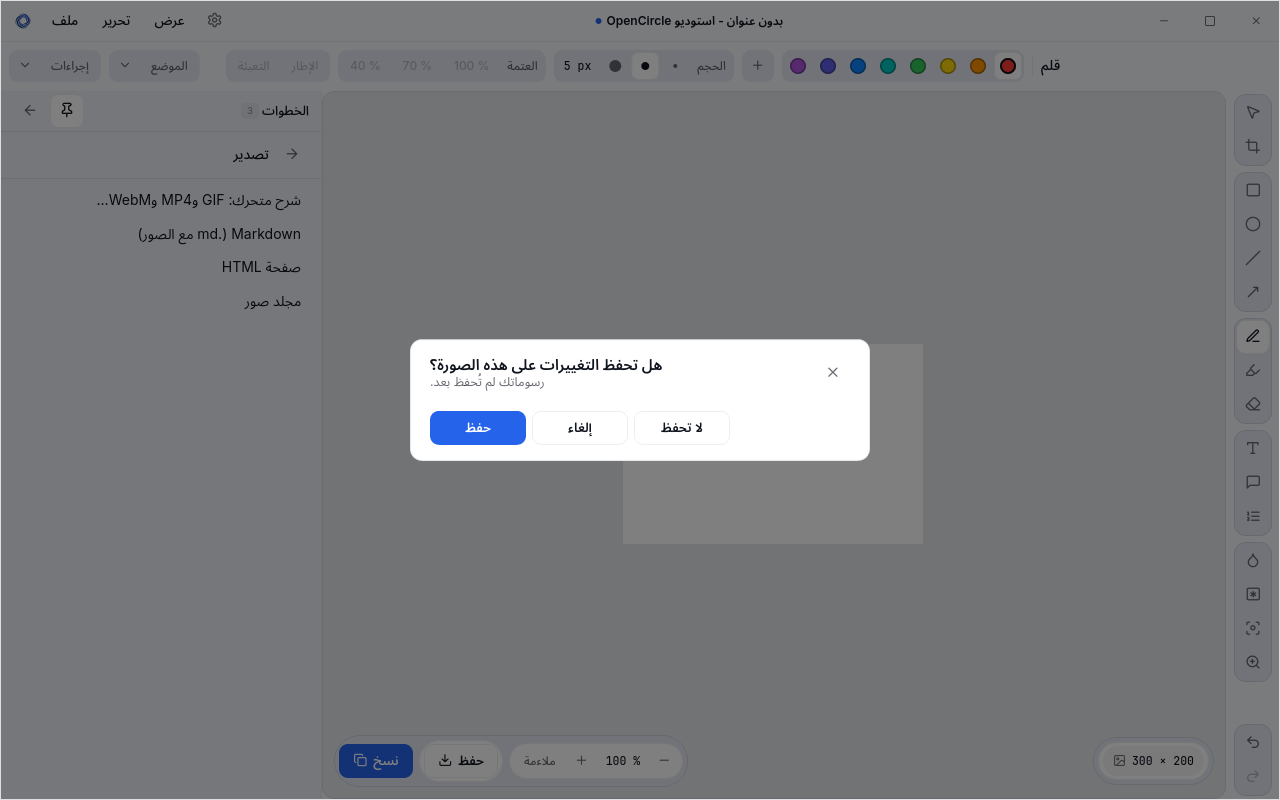 ملف
تحرير
عرض
بدون عنوان - استوديو OpenCircle
قلم
الحجم
5 px
العتمة
100 %
70 %
40 %
الإطار
التعبئة
الموضع
إجراءات
الخطوات 3
تصدير
شرح متحرك: GIF وMP4 وWebM...
Markdown (.md مع الصور)
صفحة HTML
مجلد صور
هل تحفظ التغييرات على هذه الصورة؟
رسوماتك لم تُحفظ بعد.
لا تحفظ
إلغاء
حفظ
300 × 200
100 %
ملاءمة
حفظ
نسخ